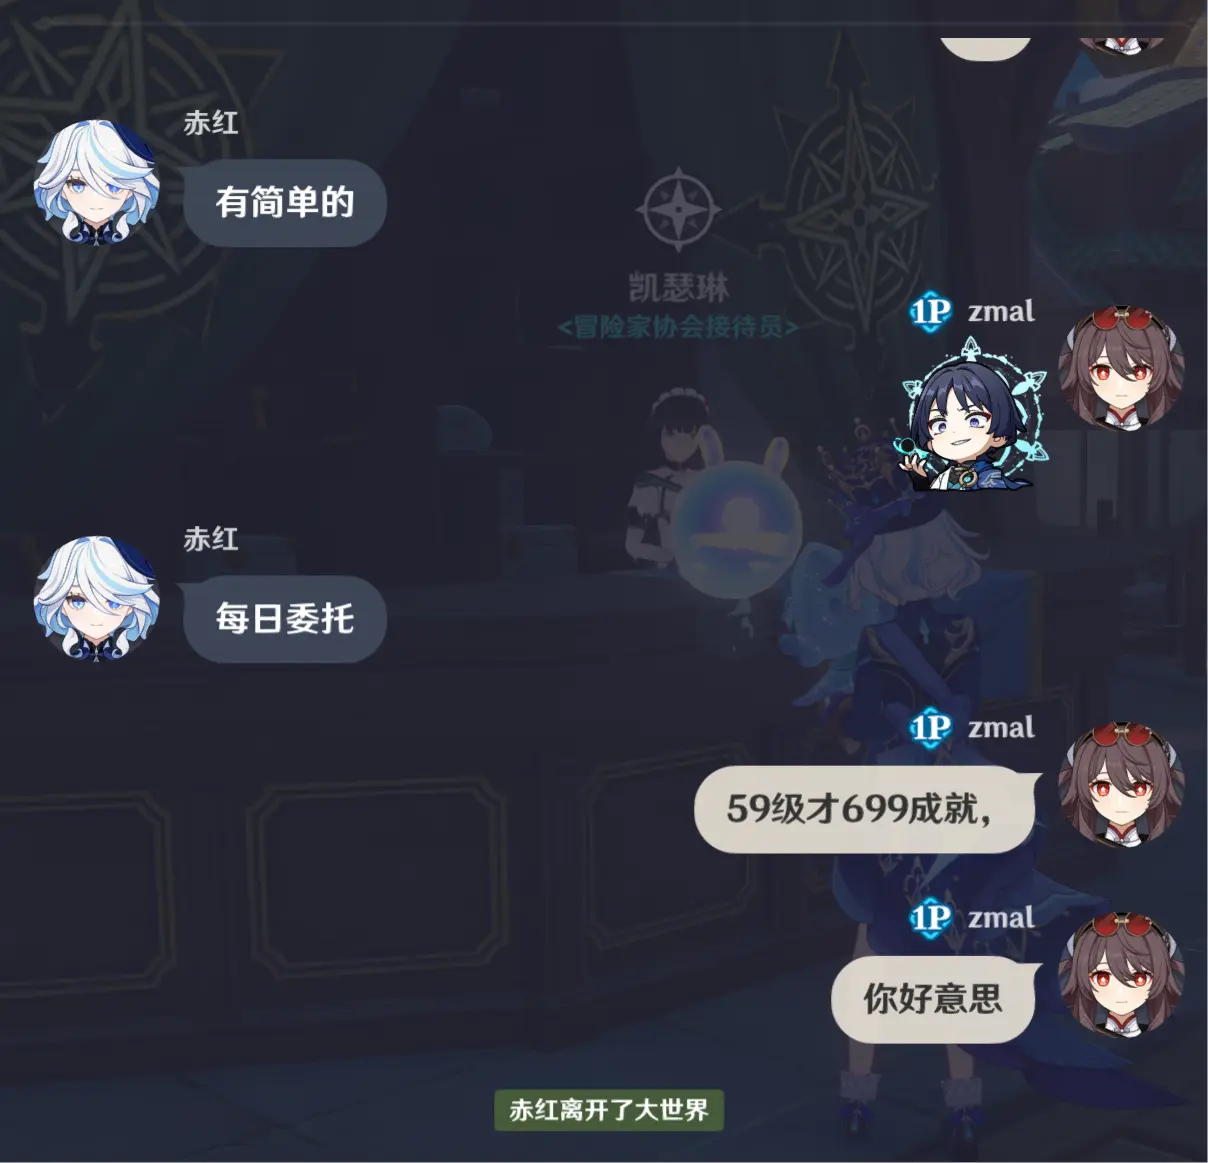 赤红
有简单的
凯瑟琳
<冒险家协会接待员>
1P zmal
赤红
每日委托
1P zmal
59级才699成就，
1P zmal
你好意思
赤红离开了大世界